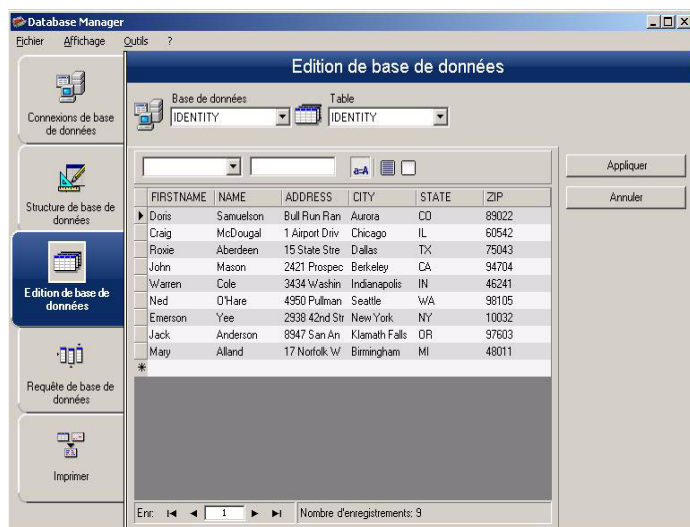 Database Manager
Fichier Affichage Outils ?
Edition de base de données
Connexions de base
de données
Structure de base de
données
Edition de base de
données
Requête de base de
données
Imprimer
Base de données
IDENTITY
Table
IDENTITY
a=A
Appliquer
Annuler
FIRSTNAME NAME ADDRESS CITY STATE ZIP
Doris Samuelson Bull Run Ran Aurora CO 89022
Craig McDougal 1 Airport Driv Chicago IL 60542
Roxie Aberdeen 15 State Stre Dallas TX 75043
John Mason 2421 Prospec Berkeley CA 94704
Warren Cole 3434 Washin Indianapolis IN 46241
Ned O'Hare 4950 Pullman Seattle WA 98105
Emerson Yee 2938 42nd Str New York NY 10032
Jack Anderson 8947 San An Klamath Falls OR 97603
Mary Alland 17 Norfolk W Birmingham MI 48011
Enr: 1 Nombre d'enregistrements: 9